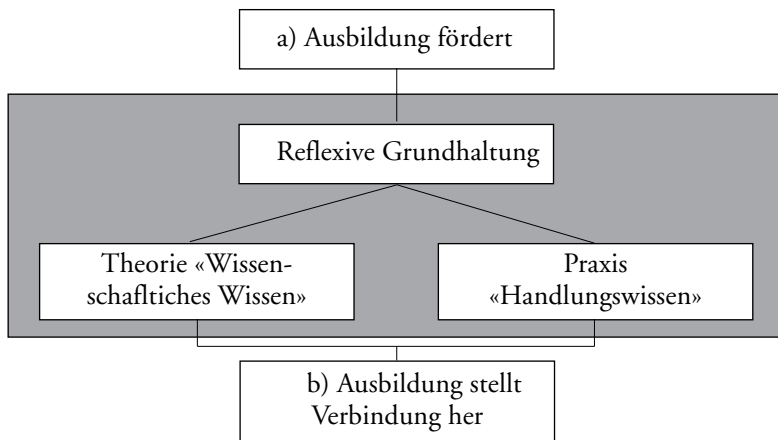 a) Ausbildung fördert
Reflexive Grundhaltung
Theorie «Wissen-
schafltiches Wissen»
Praxis
«Handlungswissen»
b) Ausbildung stellt
Verbindung her